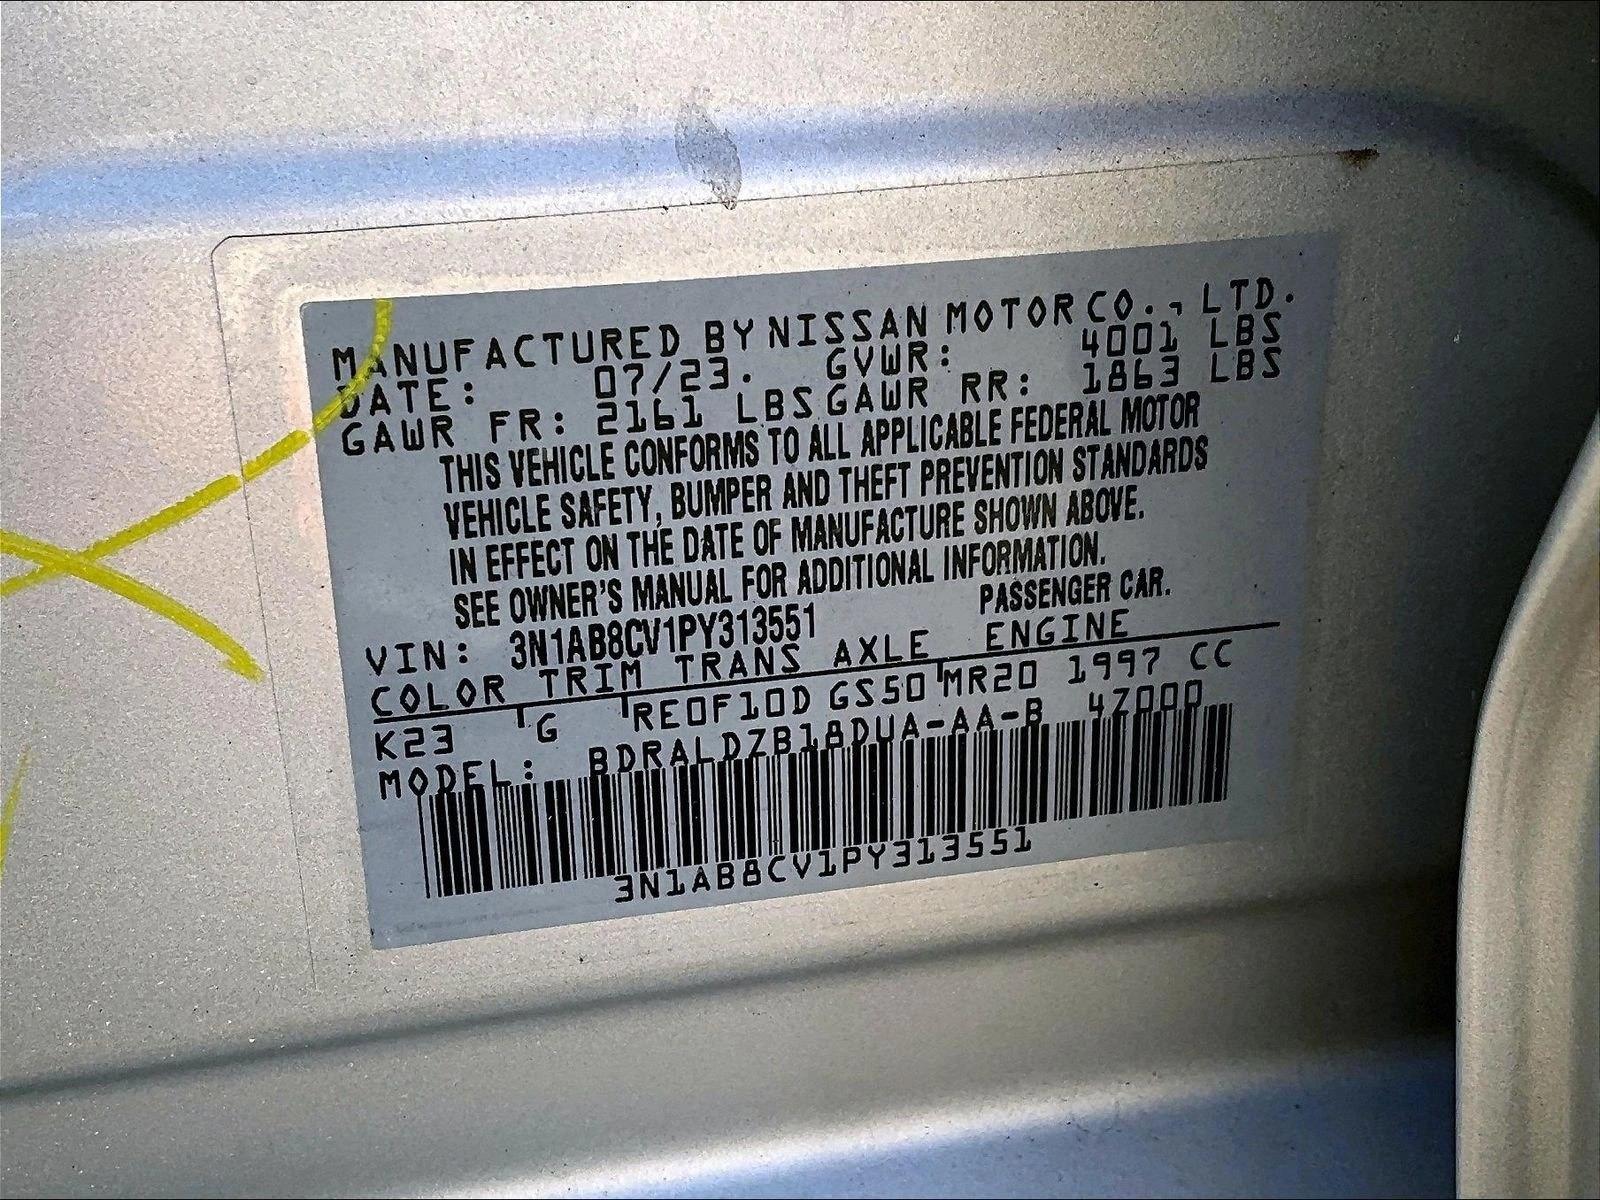 MANUFACTURED BY NISSAN MOTOR CO., LTD.
DATE: 07/23. GVWR: 4001 LBS
GAWR FR: 2161 LBS GAWR RR: 1863 LBS
THIS VEHICLE CONFORMS TO ALL APPLICABLE FEDERAL MOTOR
VEHICLE SAFETY, BUMPER AND THEFT PREVENTION STANDARDS
IN EFFECT ON THE DATE OF MANUFACTURE SHOWN ABOVE.
SEE OWNER'S MANUAL FOR ADDITIONAL INFORMATION.
VIN: 3N1AB8CV1PY313551 PASSENGER CAR.
COLOR TRIM TRANS AXLE ENGINE
K23 G RE0F10D GS50 MR20 1997 CC
MODEL: BDRALDZB18DUA-AA-B 4Z000
3N1AB8CV1PY313551